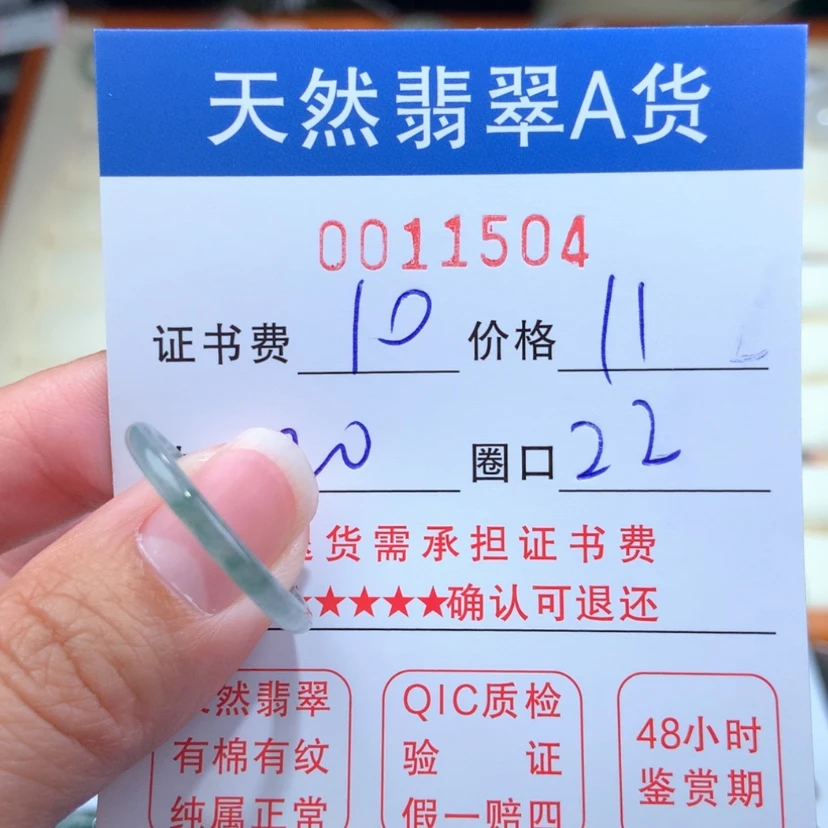 天然翡翠A货
0011504
证书费 10 价格 11
20 圈口 22
货需承担证书费
★★★★确认可退还
然翡翠 QIC质检
有棉有纹 验证 48小时
纯属正常 假一赔四 鉴赏期